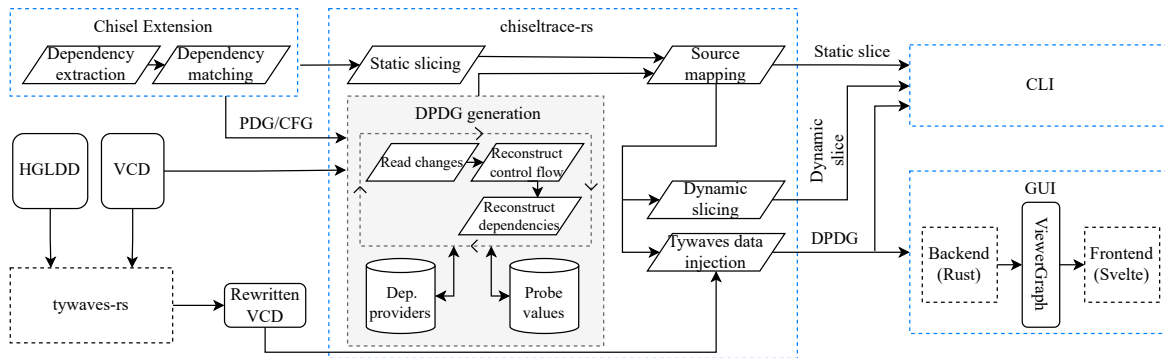 Chisel Extension
Dependency
extraction
Dependency
matching
chiseltrace-rs
Static slicing
Source
mapping
Static slice
CLI
PDG/CFG
DPDG generation
Read changes
Reconstruct
control flow
Reconstruct
dependencies
Dep.
providers
Probe
values
HGLDD
VCD
tywaves-rs
Rewritten
VCD
Dynamic
slicing
Tywaves data
injection
Dynamic
slice
DPDG
GUI
Backend
(Rust)
ViewerGraph
Frontend
(Svelte)